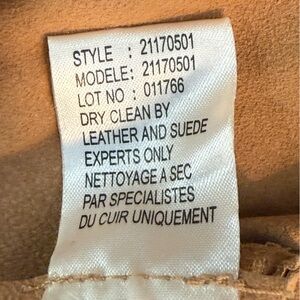 STYLE : 21170501
MODELE: 21170501
LOT NO : 011766
DRY CLEAN BY
LEATHER AND SUEDE
EXPERTS ONLY
NETTOYAGE A SEC
PAR SPECIALISTES
DU CUIR UNIQUEMENT